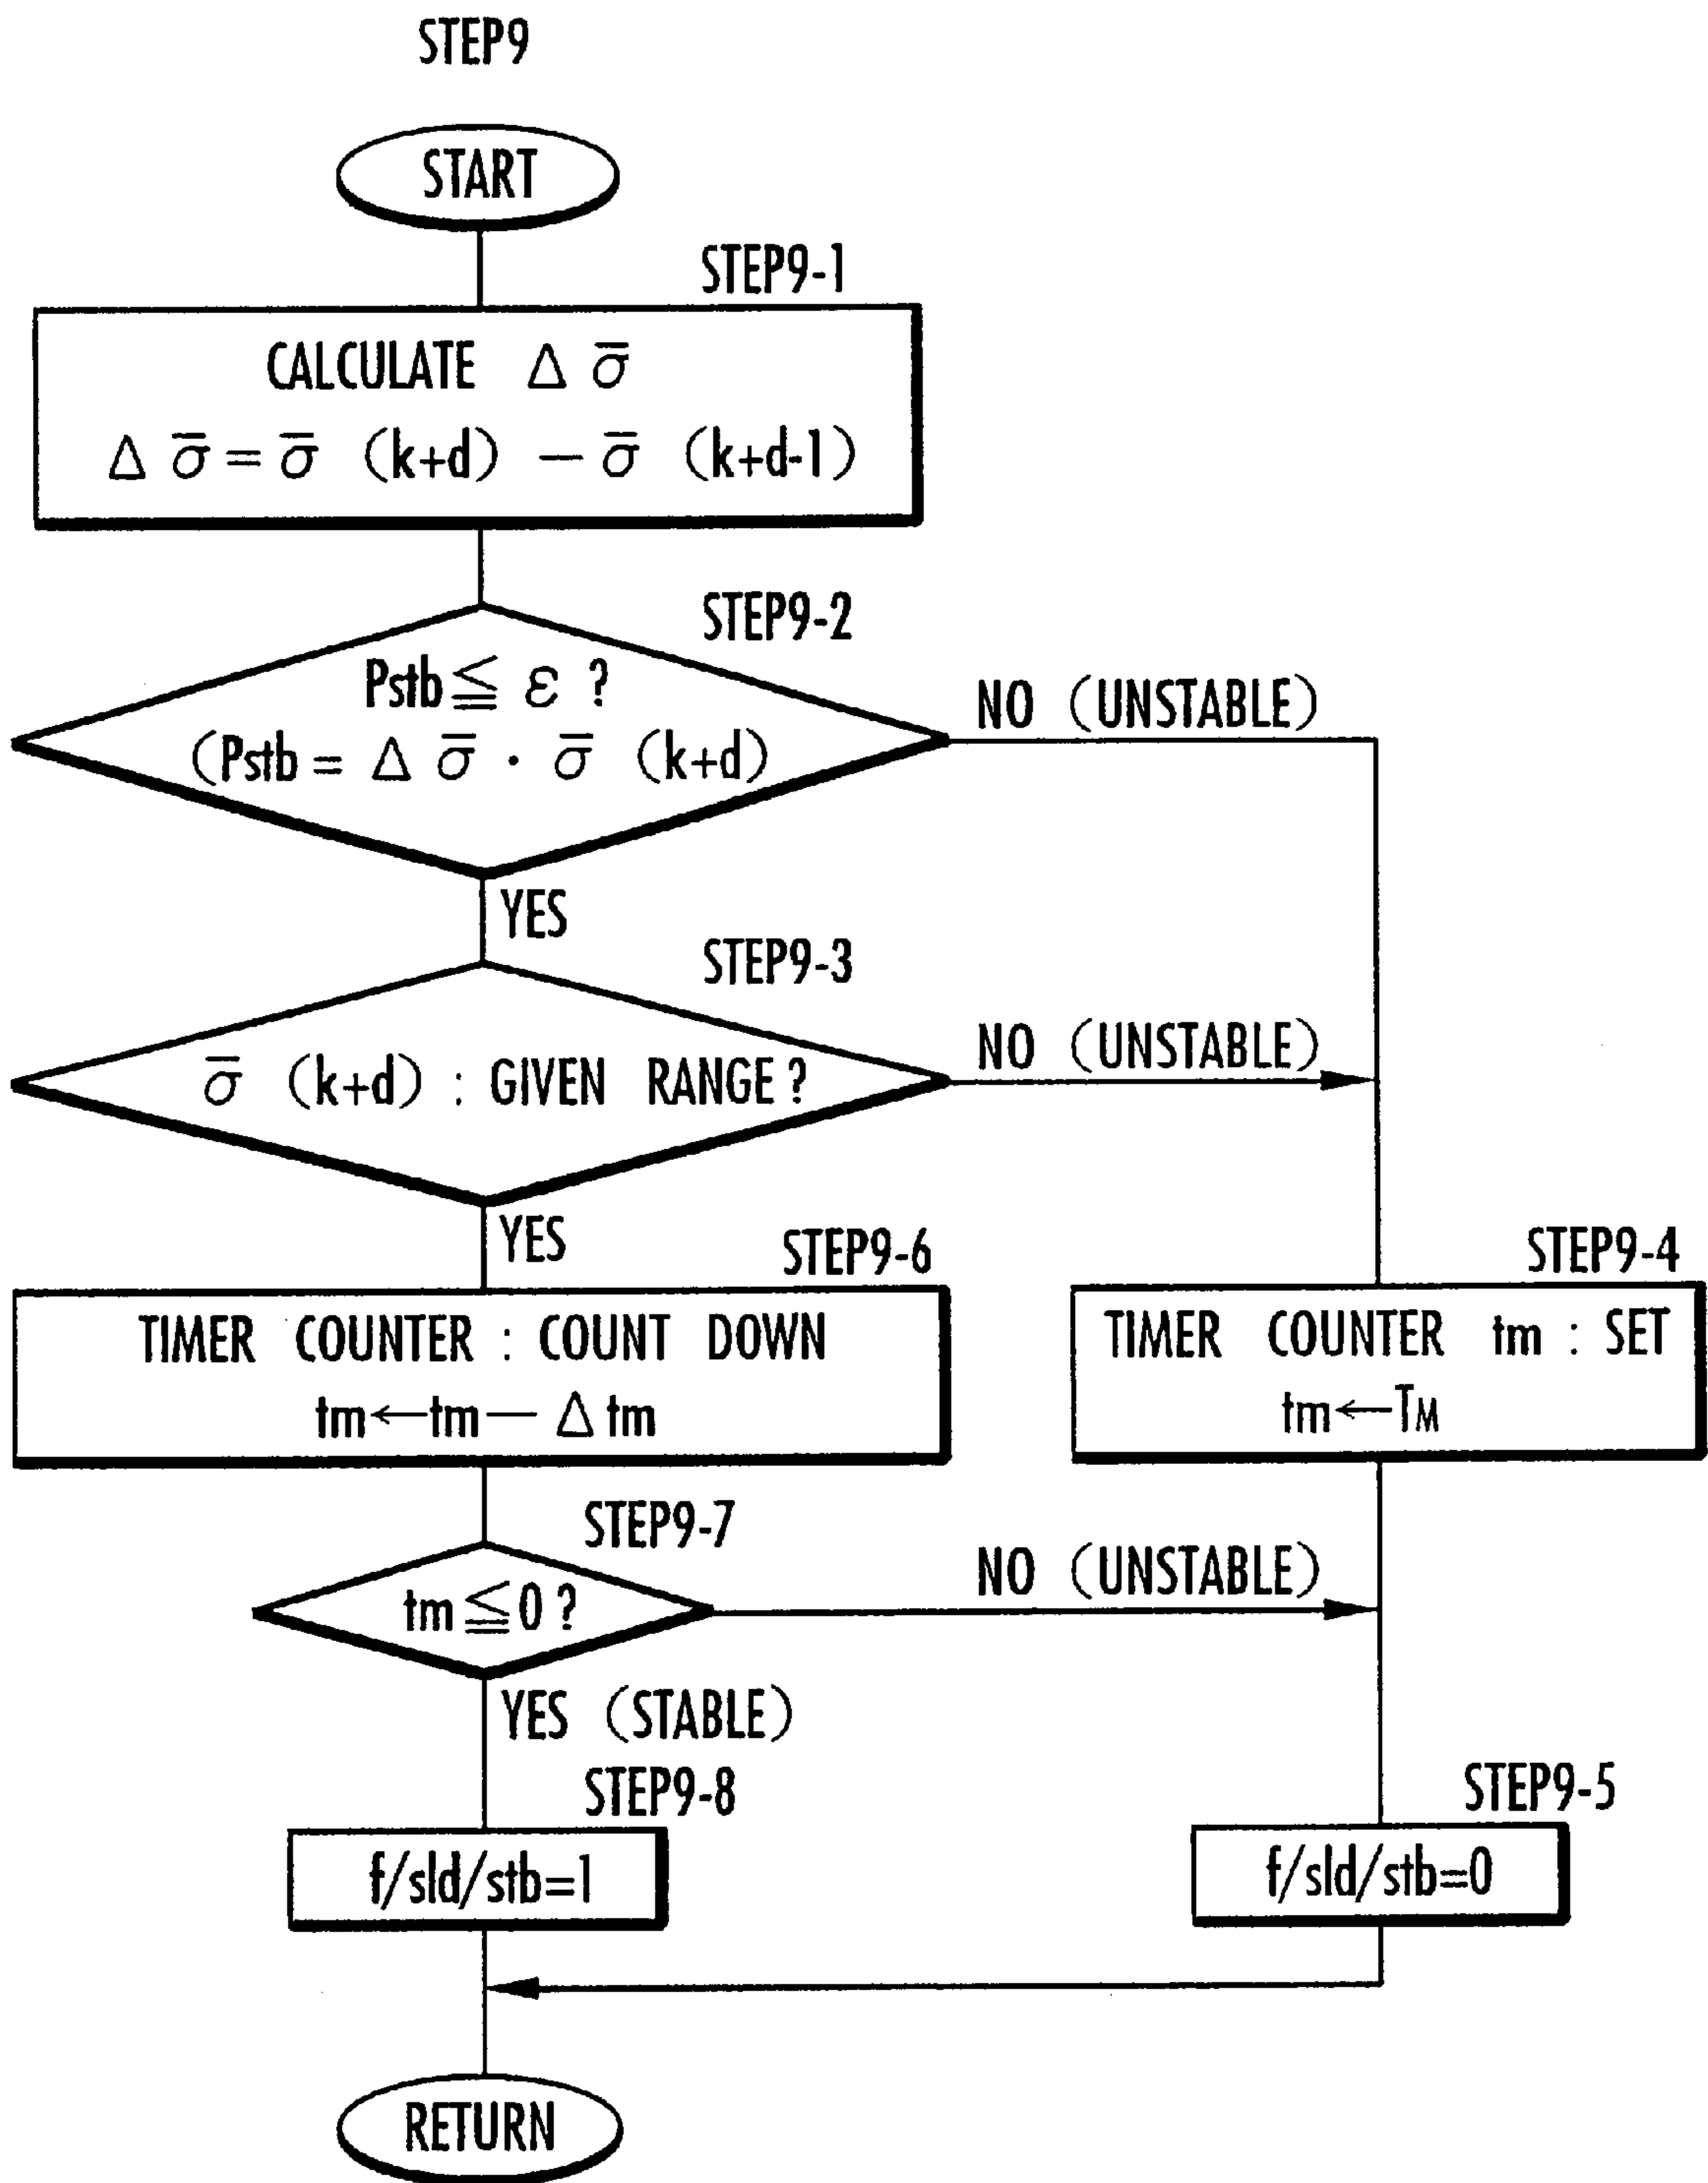 STEP9
START
STEP9-1
CALCULATE Δ σ̅
Δ σ̅ = σ̅ (k+d) − σ̅ (k+d-1)
STEP9-2
Pstb ≦ ε ?
(Pstb = Δ σ̅ · σ̅ (k+d)
NO (UNSTABLE)
YES
STEP9-3
σ̅ (k+d) : GIVEN RANGE ?
NO (UNSTABLE)
YES
STEP9-6
TIMER COUNTER : COUNT DOWN
tm←tm— Δ tm
STEP9-4
TIMER COUNTER tm : SET
tm←TM
STEP9-7
tm ≦ 0 ?
NO (UNSTABLE)
YES (STABLE)
STEP9-8
f/sld/stb=1
STEP9-5
f/sld/stb=0
RETURN